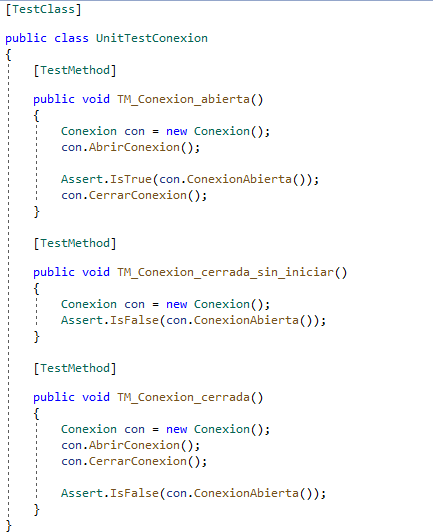 [TestClass]
public class UnitTestConexion
{
[TestMethod]
public void TM_Conexion_abierta()
{
Conexion con = new Conexion();
con.AbrirConexion();
Assert.IsTrue(con.ConexionAbierta());
con.CerrarConexion();
}
[TestMethod]
public void TM_Conexion_cerrada_sin_iniciar()
{
Conexion con = new Conexion();
Assert.IsFalse(con.ConexionAbierta());
}
[TestMethod]
public void TM_Conexion_cerrada()
{
Conexion con = new Conexion();
con.AbrirConexion();
con.CerrarConexion();
Assert.IsFalse(con.ConexionAbierta());
}
}